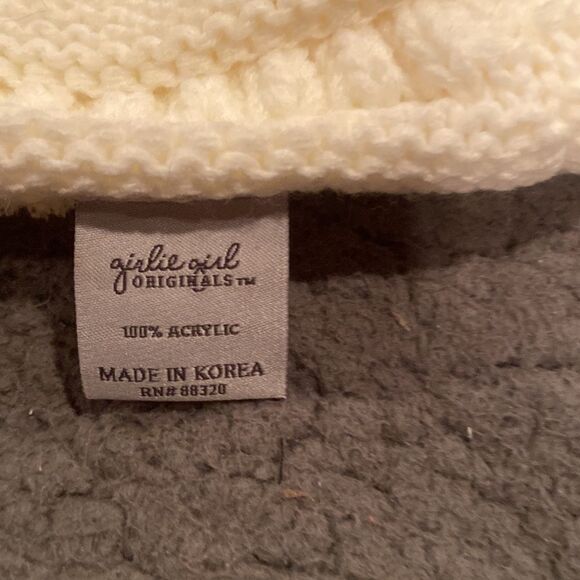 girlie girl
ORIGINALS™
100% ACRYLIC
MADE IN KOREA
RN# 88320